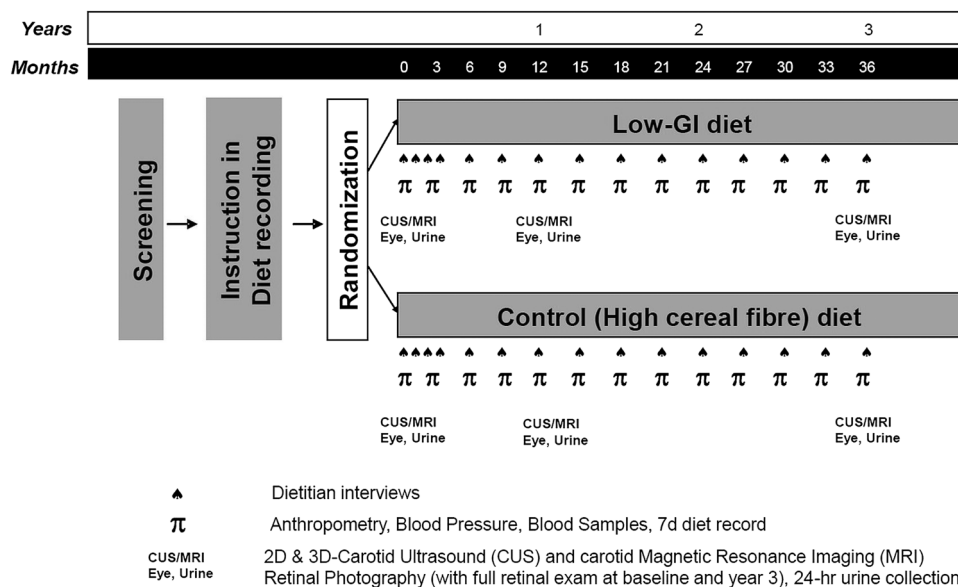 Years 1 2 3
Months 0 3 6 9 12 15 18 21 24 27 30 33 36
Screening
Instruction in
Diet recording
Randomization
Low-GI diet
♠ ♠ ♠ ♠ ♠ ♠ ♠ ♠ ♠ ♠ ♠ ♠ ♠ ♠ ♠
π π π π π π π π π π π π π
CUS/MRI CUS/MRI CUS/MRI
Eye, Urine Eye, Urine Eye, Urine
Control (High cereal fibre) diet
♠ ♠ ♠ ♠ ♠ ♠ ♠ ♠ ♠ ♠ ♠ ♠ ♠ ♠ ♠
π π π π π π π π π π π π π
CUS/MRI CUS/MRI CUS/MRI
Eye, Urine Eye, Urine Eye, Urine
♠ Dietitian interviews
π Anthropometry, Blood Pressure, Blood Samples, 7d diet record
CUS/MRI 2D & 3D-Carotid Ultrasound (CUS) and carotid Magnetic Resonance Imaging (MRI)
Eye, Urine Retinal Photography (with full retinal exam at baseline and year 3), 24-hr urine collection